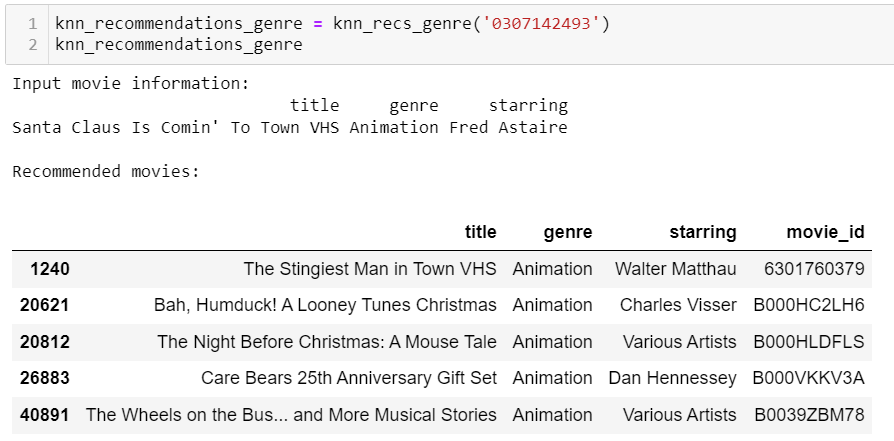 1 knn_recommendations_genre = knn_recs_genre('0307142493')
2 knn_recommendations_genre
Input movie information:
title genre starring
Santa Claus Is Comin' To Town VHS Animation Fred Astaire
Recommended movies:
title genre starring movie_id
1240 The Stingiest Man in Town VHS Animation Walter Matthau 6301760379
20621 Bah, Humduck! A Looney Tunes Christmas Animation Charles Visser B000HC2LH6
20812 The Night Before Christmas: A Mouse Tale Animation Various Artists B000HLDFLS
26883 Care Bears 25th Anniversary Gift Set Animation Dan Hennessey B000VKKV3A
40891 The Wheels on the Bus... and More Musical Stories Animation Various Artists B0039ZBM78